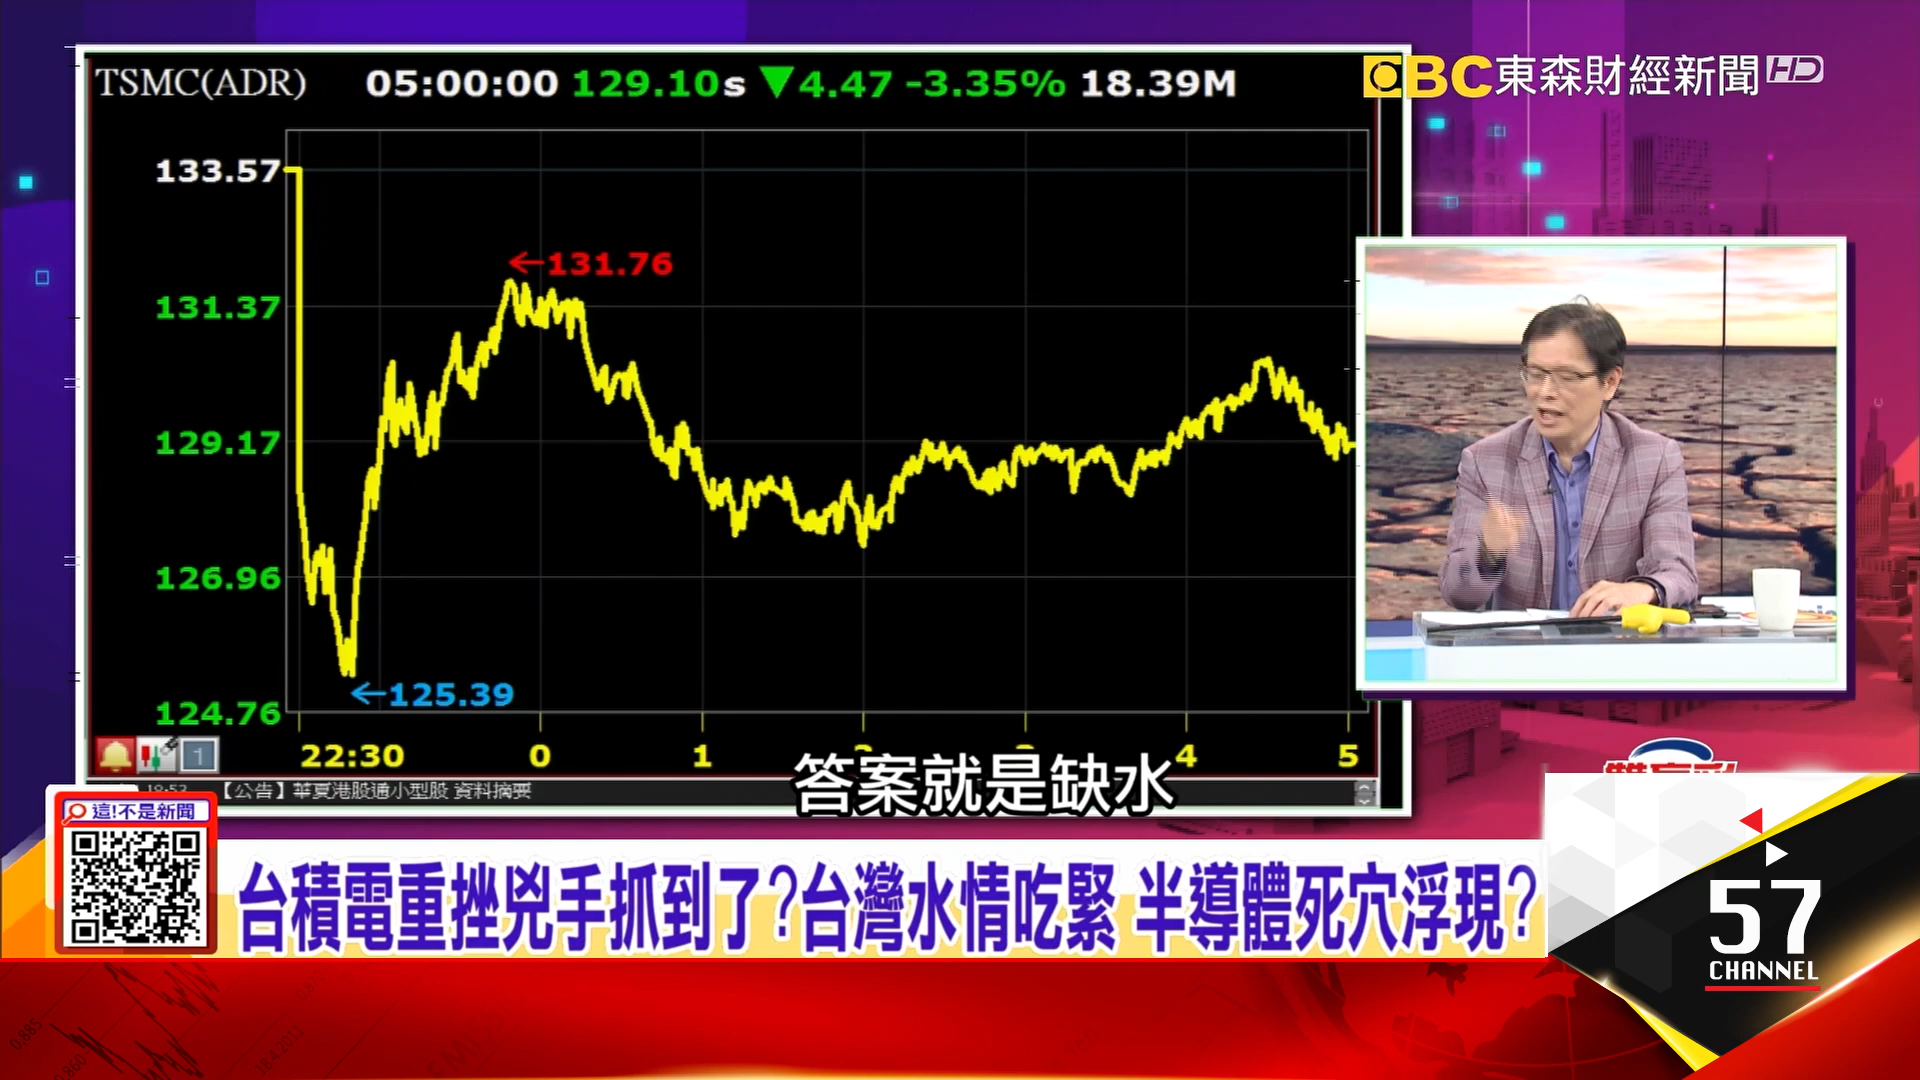 TSMC(ADR) 05:00:00 129.10s ▼4.47 -3.35% 18.39M
EBC東森財經新聞HD
133.57
←131.76
131.37
129.17
126.96
←125.39
124.76
22:30 0 1 4 5
1
【公告】華夏港股通小型股 資料摘要
答案就是缺水
這!不是新聞
台積電重挫兇手抓到了?台灣水情吃緊 半導體死穴浮現?
57
CHANNEL